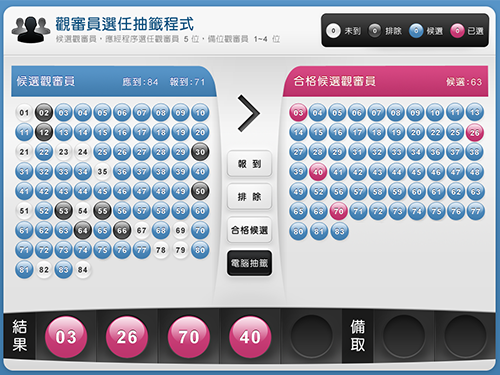 觀審員選任抽籤程式
候選觀審員，應經程序選任觀審員 5 位，備位觀審員 1~4 位
0 未到 0 排除 0 候選 0 已選
候選觀審員 應到:84 報到:71
01 02 03 04 05 06 07 08 09 10
11 12 13 14 15 16 17 18 19 20
21 22 23 24 25 26 27 28 29 30
31 32 33 34 35 36 37 38 39 40
41 42 43 44 45 46 47 48 49 50
51 52 53 54 55 56 57 58 59 60
61 62 63 64 65 66 67 68 69 70
71 72 73 74 75 76 77 78 79 80
81 82 83 84
報 到
排 除
合格候選
電腦抽籤
合格候選觀審員 候選:63
03 04 05 06 07 08 09 10 11 13
14 15 16 17 18 19 20 22 25 26
27 28 29 31 32 33 34 36 37 38
39 40 41 42 43 44 45 46 47 48
49 52 56 57 58 59 60 61 62 63
65 68 70 71 72 73 74 75 76 77
80 81 83
結果 03 26 70 40 備取